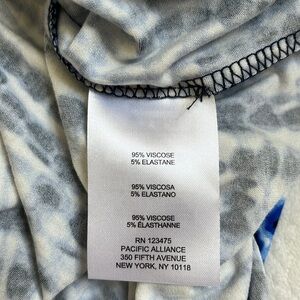 95% VISCOSE
5% ELASTANE
95% VISCOSA
5% ELASTANO
95% VISCOSE
5% ÉLASTHANNE
RN 123475
PACIFIC ALLIANCE
350 FIFTH AVENUE
NEW YORK, NY 10118